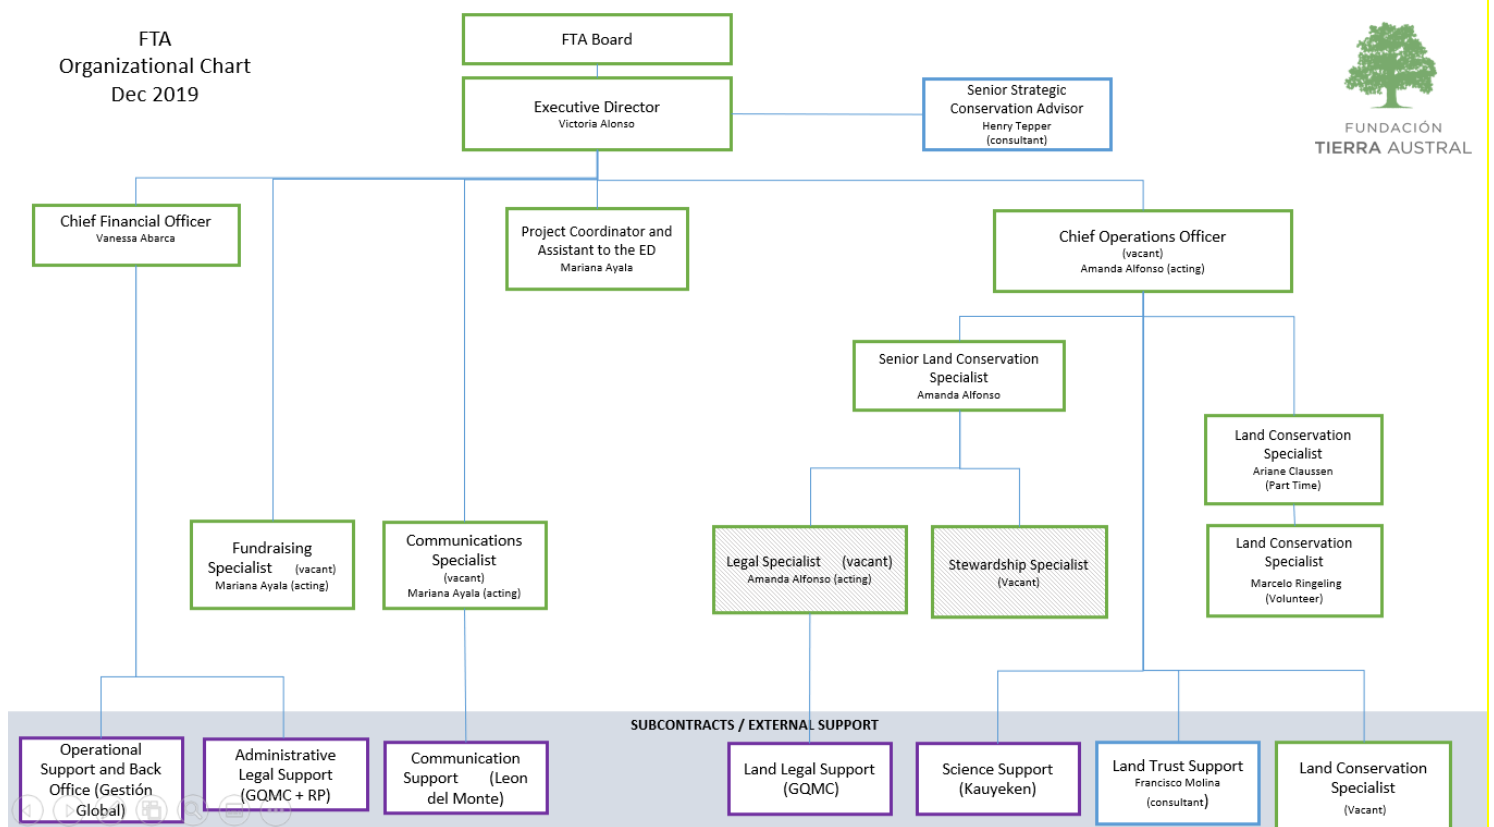 FTA
Organizational Chart
Dec 2019
FTA Board
Executive Director
Victoria Alonso
Senior Strategic
Conservation Advisor
Henry Tepper
(consultant)
FUNDACIÓN
TIERRA AUSTRAL
Chief Financial Officer
Vanessa Abarca
Project Coordinator and
Assistant to the ED
Mariana Ayala
Chief Operations Officer
(vacant)
Amanda Alfonso (acting)
Senior Land Conservation
Specialist
Amanda Alfonso
Land Conservation
Specialist
Ariane Claussen
(Part Time)
Fundraising
Specialist (vacant)
Mariana Ayala (acting)
Communications
Specialist
(vacant)
Mariana Ayala (acting)
Legal Specialist (vacant)
Amanda Alfonso (acting)
Stewardship Specialist
(Vacant)
Land Conservation
Specialist
Marcelo Ringeling
(Volunteer)
SUBCONTRACTS / EXTERNAL SUPPORT
Operational
Support and Back
Office (Gestión
Global)
Administrative
Legal Support
(GQMC + RP)
Communication
Support (Leon
del Monte)
Land Legal Support
(GQMC)
Science Support
(Kauyeken)
Land Trust Support
Francisco Molina
(consultant)
Land Conservation
Specialist
(Vacant)